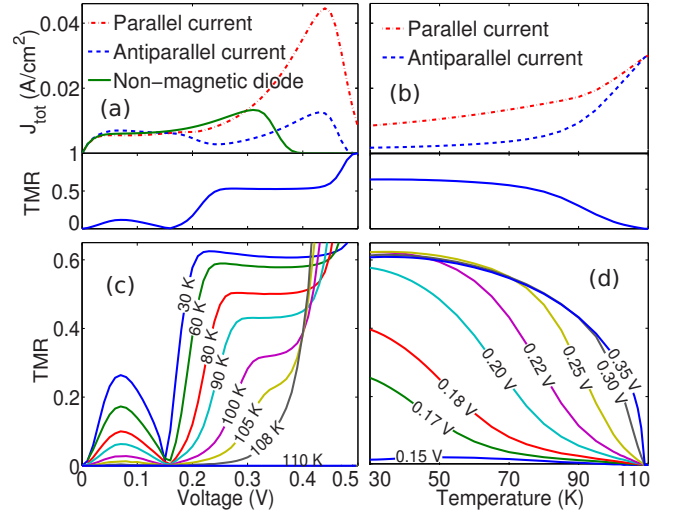 0.04
0.02
J_tot (A/cm²)
Parallel current
Antiparallel current
Non−magnetic diode
(a)
Parallel current
Antiparallel current
(b)
1
0.5
0
TMR
TMR
0.6
0.4
0.2
0
(c)
30 K
60 K
80 K
90 K
100 K
105 K
108 K
110 K
0 0.1 0.2 0.3 0.4 0.5
Voltage (V)
(d)
0.35 V
0.30 V
0.25 V
0.22 V
0.20 V
0.18 V
0.17 V
0.15 V
30 50 70 90 110
Temperature (K)